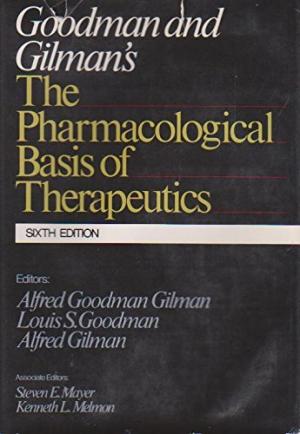 Goodman and
Gilman's
The
Pharmacological
Basis of
Therapeutics
SIXTH EDITION
Editors:
Alfred Goodman Gilman
Louis S. Goodman
Alfred Gilman
Associate Editors:
Steven E. Mayer
Kenneth L. Melmon